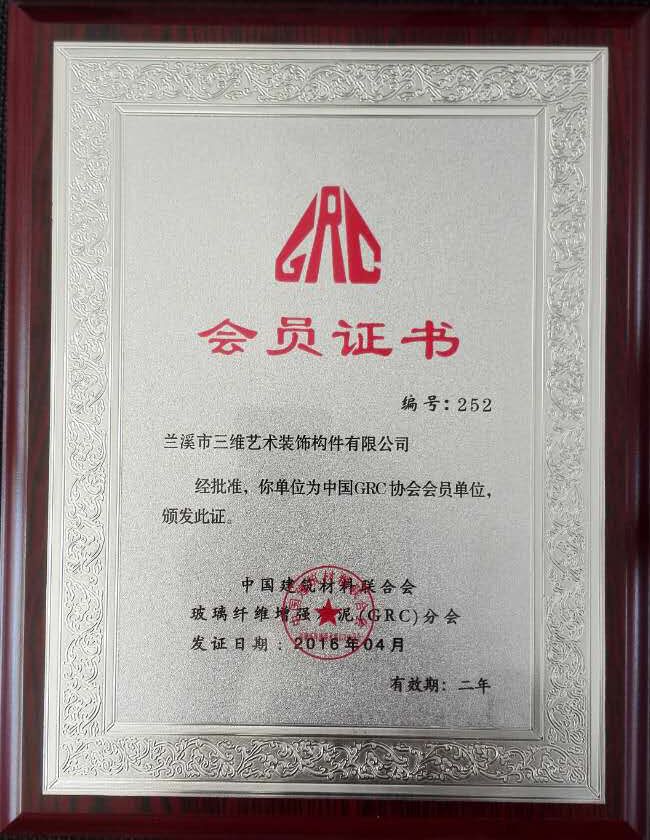 GRC
会员证书
编号：252
兰溪市三维艺术装饰构件有限公司
经批准，你单位为中国GRC协会会员单位，
颁发此证。
中国建筑材料联合会
玻璃纤维增强 泥(GRC)分会
发证日期：2016年04月
有效期：二年